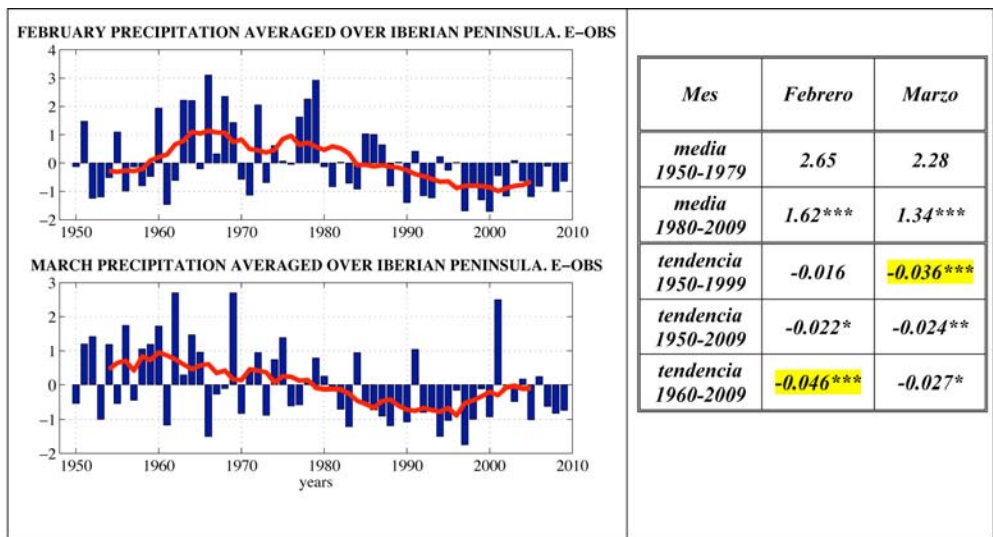 FEBRUARY PRECIPITATION AVERAGED OVER IBERIAN PENINSULA. E-OBS
4
3
2
1
0
−1
−2
1950 1960 1970 1980 1990 2000 2010
MARCH PRECIPITATION AVERAGED OVER IBERIAN PENINSULA. E-OBS
3
2
1
0
−1
−2
1950 1960 1970 1980 1990 2000 2010
years
Mes Febrero Marzo
media
1950-1979 2.65 2.28
media
1980-2009 1.62*** 1.34***
tendencia
1950-1999 -0.016 -0.036***
tendencia
1950-2009 -0.022* -0.024**
tendencia
1960-2009 -0.046*** -0.027*